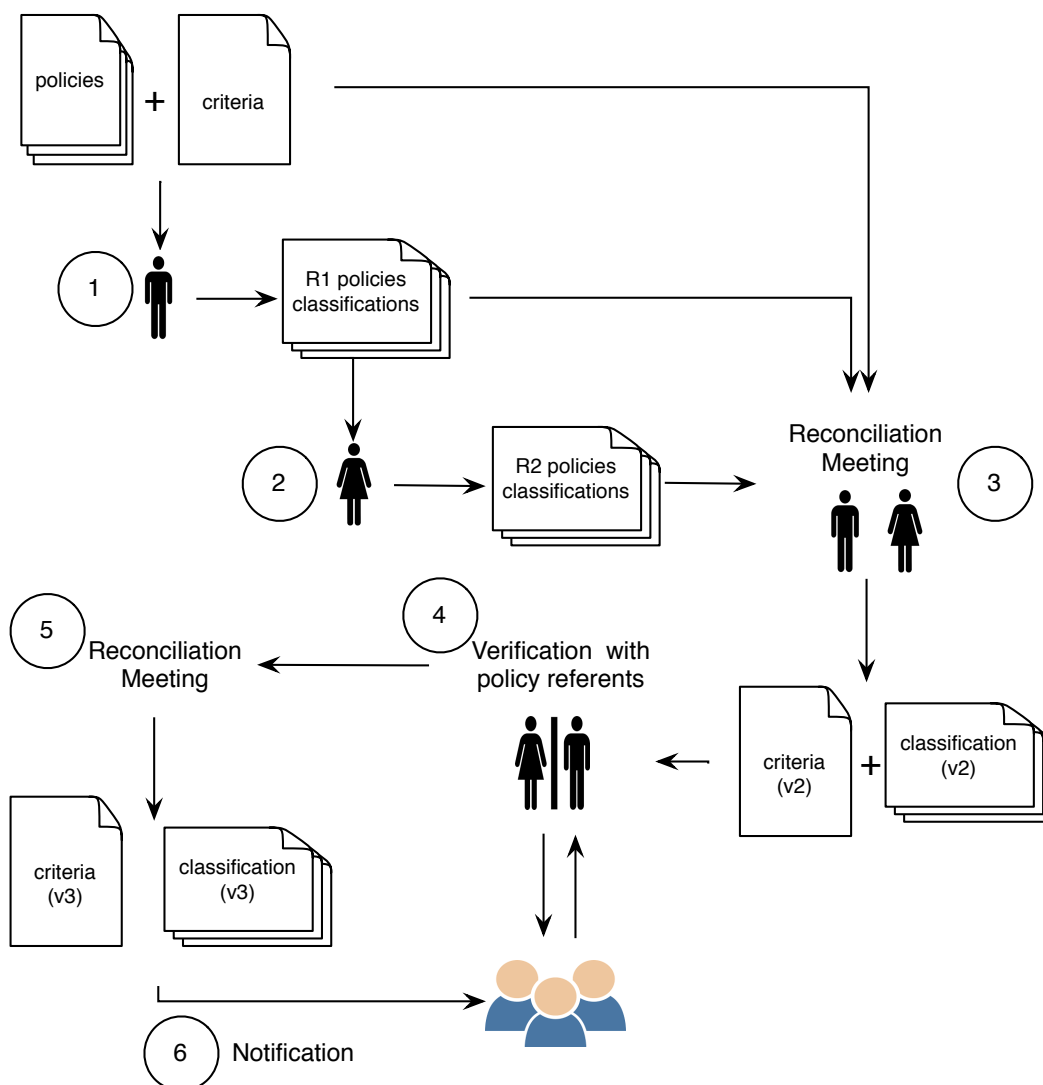 policies
+
criteria
1
R1 policies
classifications
2
R2 policies
classifications
Reconciliation
Meeting
3
4
Verification with
policy referents
5
Reconciliation
Meeting
criteria
(v2)
+
classification
(v2)
criteria
(v3)
classification
(v3)
6
Notification